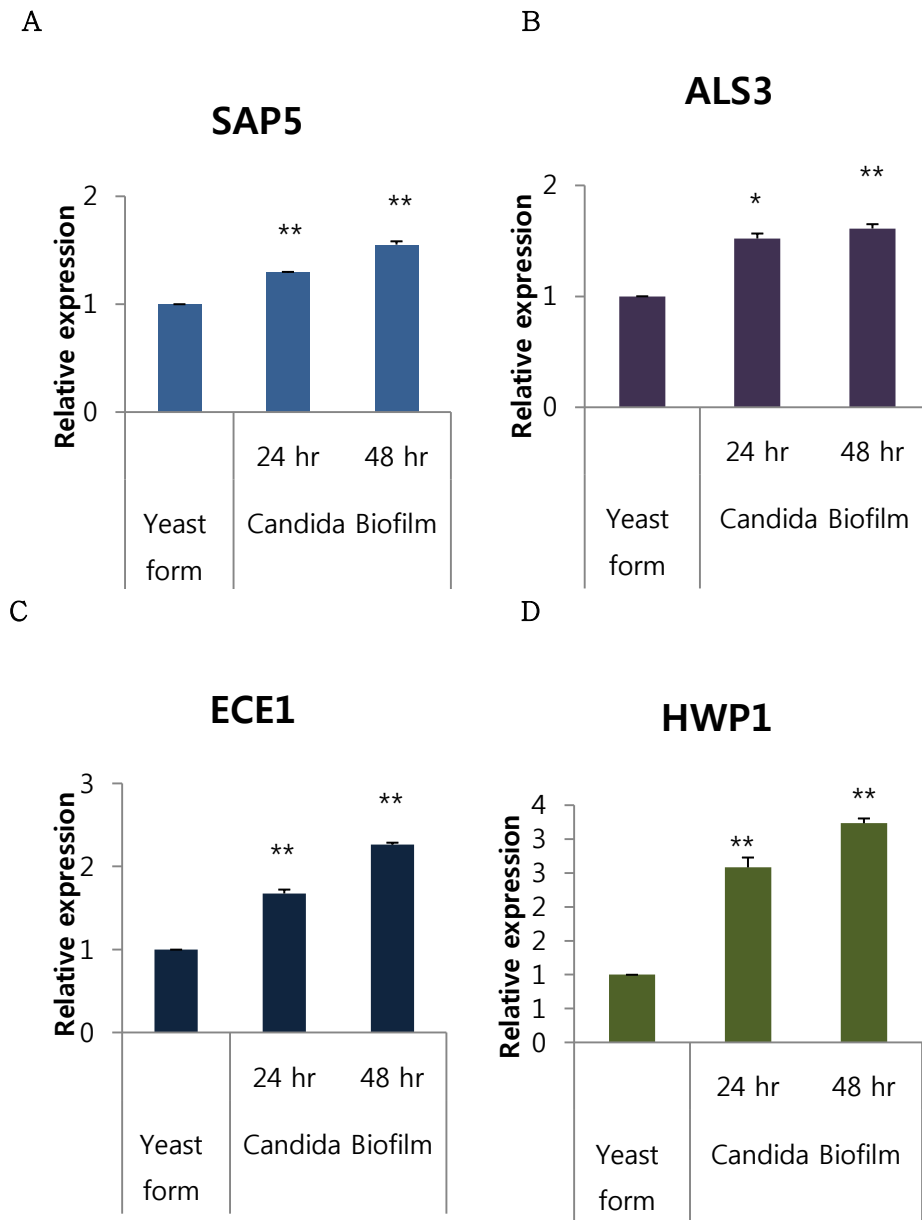 A
SAP5
Relative expression
2
**
**
1
0
24 hr
48 hr
Yeast
form
Candida Biofilm
B
ALS3
Relative expression
2
*
**
1
0
24 hr
48 hr
Yeast
form
Candida Biofilm
C
ECE1
Relative expression
3
**
2
**
1
0
24 hr
48 hr
Yeast
form
Candida Biofilm
D
HWP1
Relative expression
4
**
3
**
3
2
2
1
1
0
24 hr
48 hr
Yeast
form
Candida Biofilm